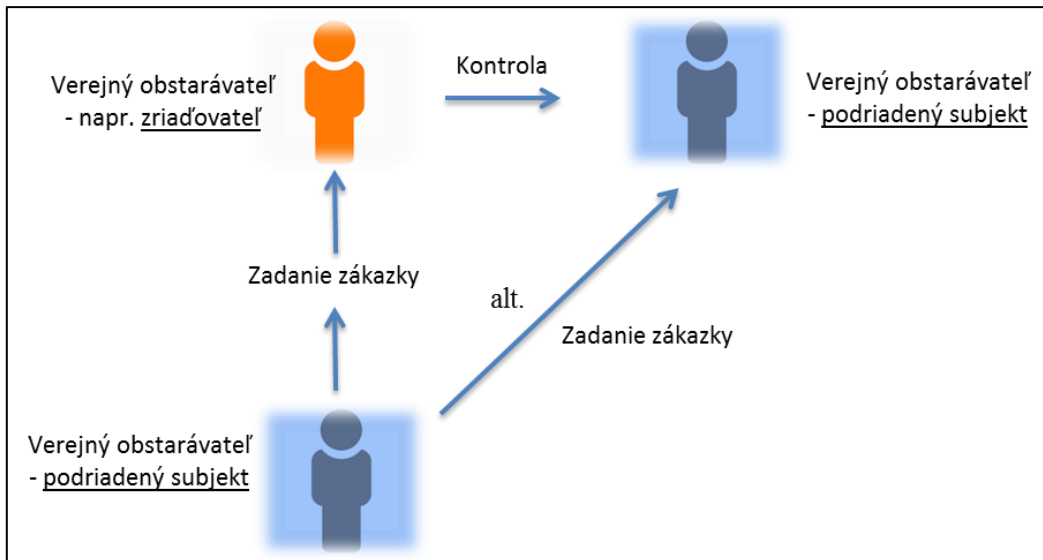 Verejný obstarávateľ
- napr. zriaďovateľ
Kontrola
Verejný obstarávateľ
- podriadený subjekt
Zadanie zákazky
alt.
Zadanie zákazky
Verejný obstarávateľ
- podriadený subjekt